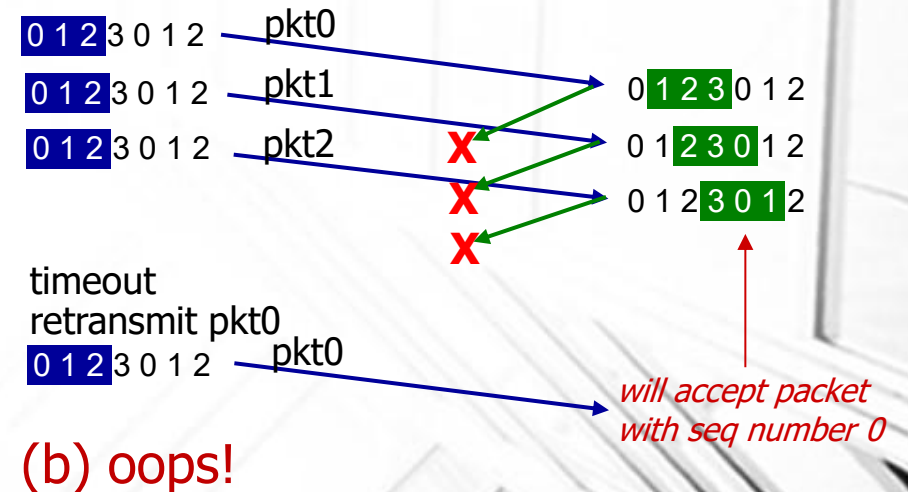 0 1 2 3 0 1 2 pkt0
0 1 2 3 0 1 2
0 1 2 3 0 1 2 pkt1
X 0 1 2 3 0 1 2
0 1 2 3 0 1 2 pkt2
X 0 1 2 3 0 1 2
X
timeout
retransmit pkt0
0 1 2 3 0 1 2 pkt0
will accept packet
with seq number 0
(b) oops!